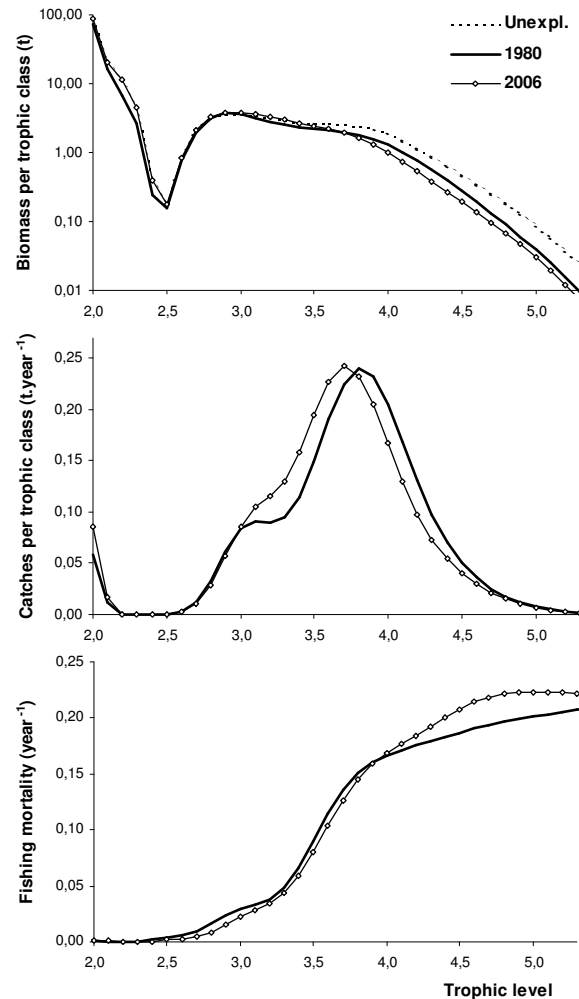 Biomass per trophic class (t)
100,00
10,00
1,00
0,10
0,01
2,0 2,5 3,0 3,5 4,0 4,5 5,0
Unexpl.
1980
2006
Catches per trophic class (t.year⁻¹)
0,25
0,20
0,15
0,10
0,05
0,00
2,0 2,5 3,0 3,5 4,0 4,5 5,0
Fishing mortality (year⁻¹)
0,25
0,20
0,15
0,10
0,05
0,00
2,0 2,5 3,0 3,5 4,0 4,5 5,0
Trophic level